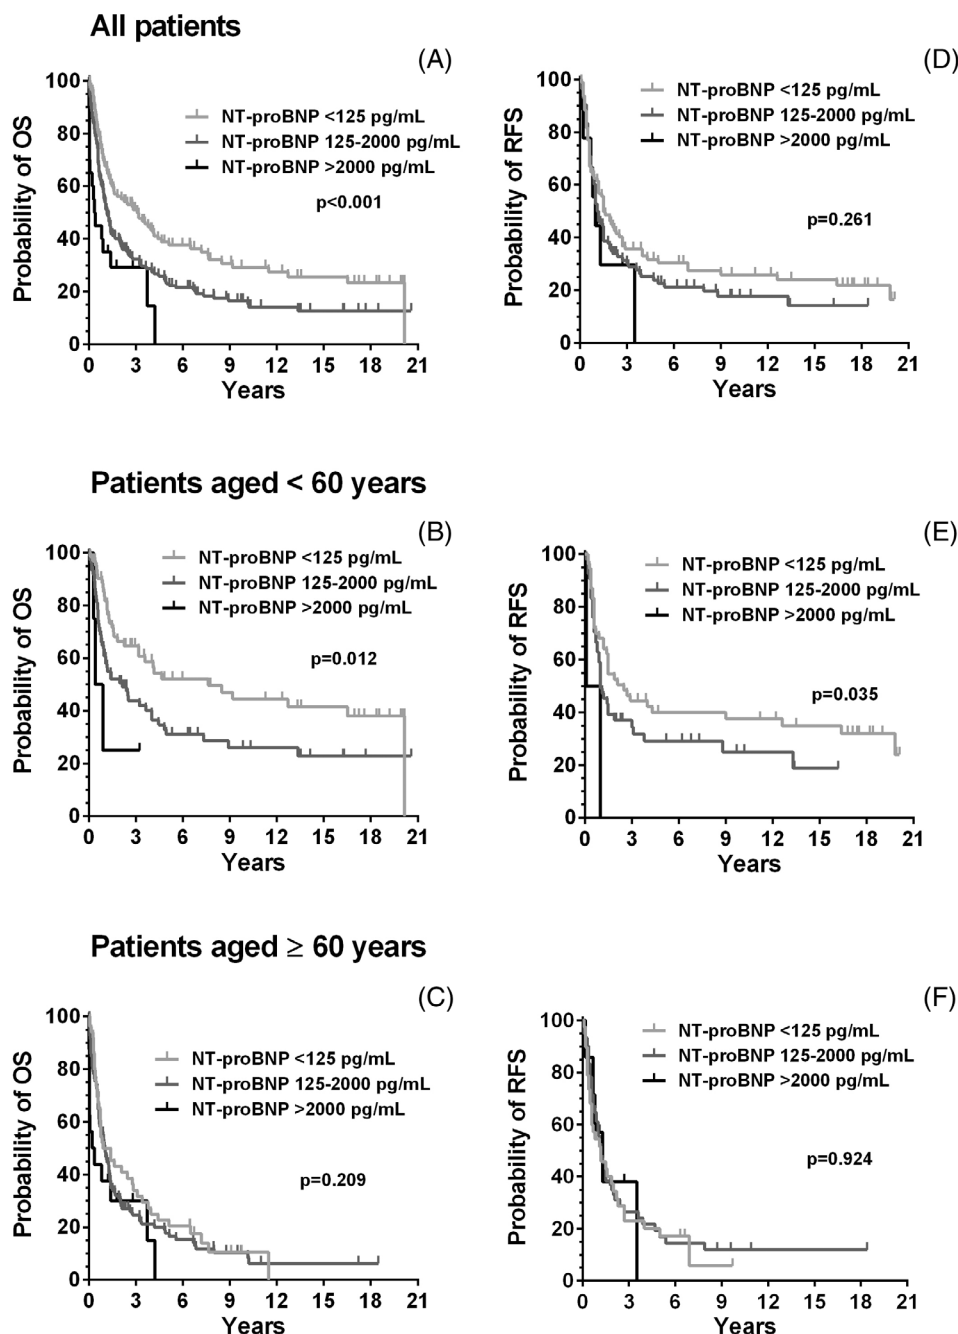 All patients
(A)
100
80
60
40
20
0
Probability of OS
NT-proBNP <125 pg/mL
NT-proBNP 125-2000 pg/mL
NT-proBNP >2000 pg/mL
p<0.001
0 3 6 9 12 15 18 21
Years
(D)
100
80
60
40
20
0
Probability of RFS
NT-proBNP <125 pg/mL
NT-proBNP 125-2000 pg/mL
NT-proBNP >2000 pg/mL
p=0.261
0 3 6 9 12 15 18 21
Years
Patients aged < 60 years
(B)
100
80
60
40
20
0
Probability of OS
NT-proBNP <125 pg/mL
NT-proBNP 125-2000 pg/mL
NT-proBNP >2000 pg/mL
p=0.012
0 3 6 9 12 15 18 21
Years
(E)
100
80
60
40
20
0
Probability of RFS
NT-proBNP <125 pg/mL
NT-proBNP 125-2000 pg/mL
NT-proBNP >2000 pg/mL
p=0.035
0 3 6 9 12 15 18 21
Years
Patients aged ≥ 60 years
(C)
100
80
60
40
20
0
Probability of OS
NT-proBNP <125 pg/mL
NT-proBNP 125-2000 pg/mL
NT-proBNP >2000 pg/mL
p=0.209
0 3 6 9 12 15 18 21
Years
(F)
100
80
60
40
20
0
Probability of RFS
NT-proBNP <125 pg/mL
NT-proBNP 125-2000 pg/mL
NT-proBNP >2000 pg/mL
p=0.924
0 3 6 9 12 15 18 21
Years